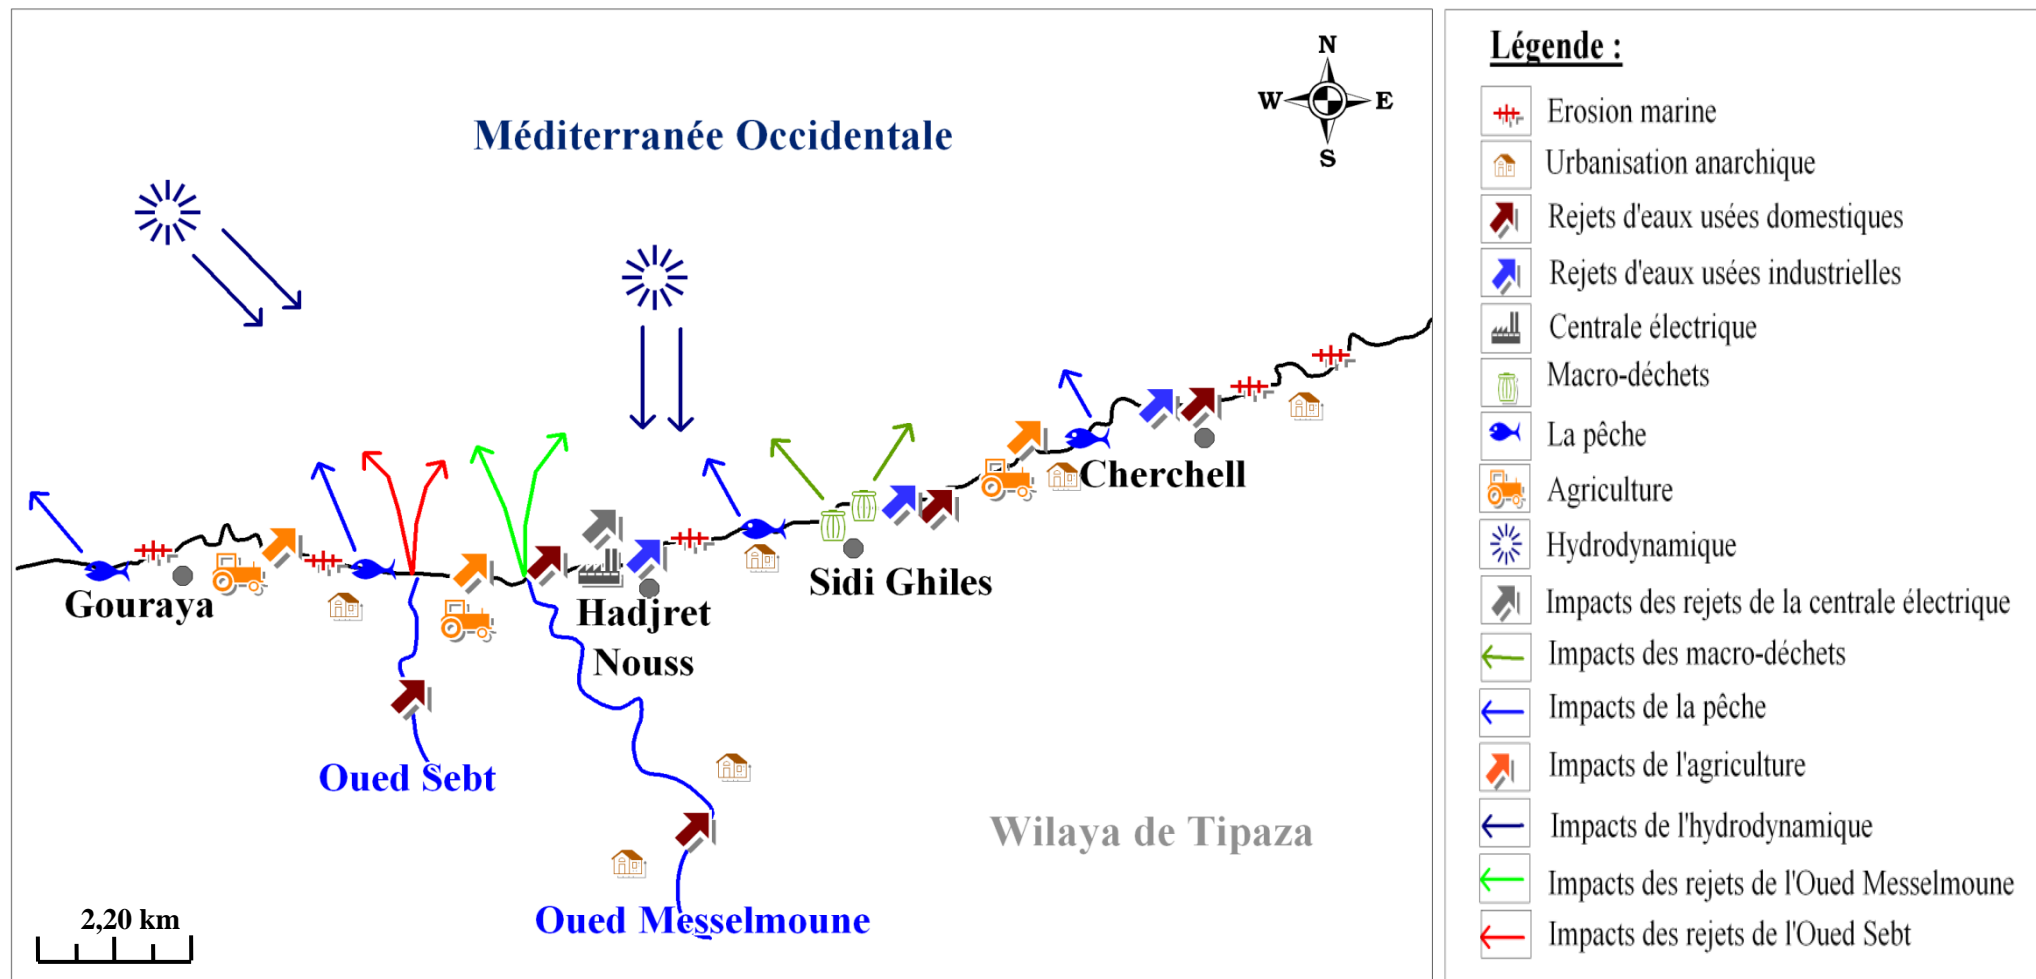 N
W E
S
Méditerranée Occidentale
Cherchell
Sidi Ghiles
Gouraya
Hadjret
Nouss
Oued Sebt
Wilaya de Tipaza
Oued Messelmoune
2,20 km
Légende :
Erosion marine
Urbanisation anarchique
Rejets d'eaux usées domestiques
Rejets d'eaux usées industrielles
Centrale électrique
Macro-déchets
La pêche
Agriculture
Hydrodynamique
Impacts des rejets de la centrale électrique
Impacts des macro-déchets
Impacts de la pêche
Impacts de l'agriculture
Impacts de l'hydrodynamique
Impacts des rejets de l'Oued Messelmoune
Impacts des rejets de l'Oued Sebt